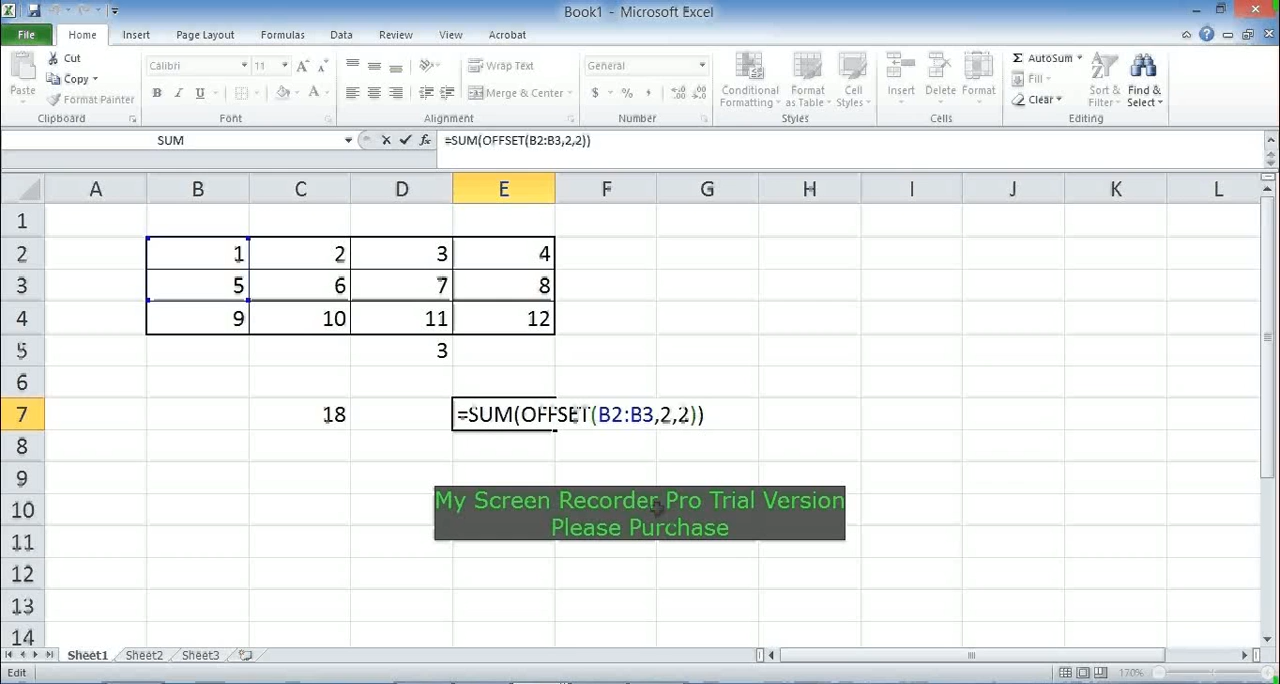 Book1 - Microsoft Excel
File Home Insert Page Layout Formulas Data Review View Acrobat
Paste
Cut
Copy
Format Painter
Clipboard
Calibri 11
B I U
Font
Wrap Text
Merge & Center
Alignment
General
$ % ,
Number
Conditional Formatting
Format as Table
Cell Styles
Styles
Insert Delete Format
Cells
Σ AutoSum
Fill
Clear
Sort & Filter
Find & Select
Editing
SUM fx =SUM(OFFSET(B2:B3,2,2))
A B C D E F G H I J K L
1
2 1 2 3 4
3 5 6 7 8
4 9 10 11 12
5 3
6
7 18 =SUM(OFFSET(B2:B3,2,2))
8
9
10
11
12
13
14
My Screen Recorder Pro Trial Version
Please Purchase
Sheet1 Sheet2 Sheet3
Edit 170%